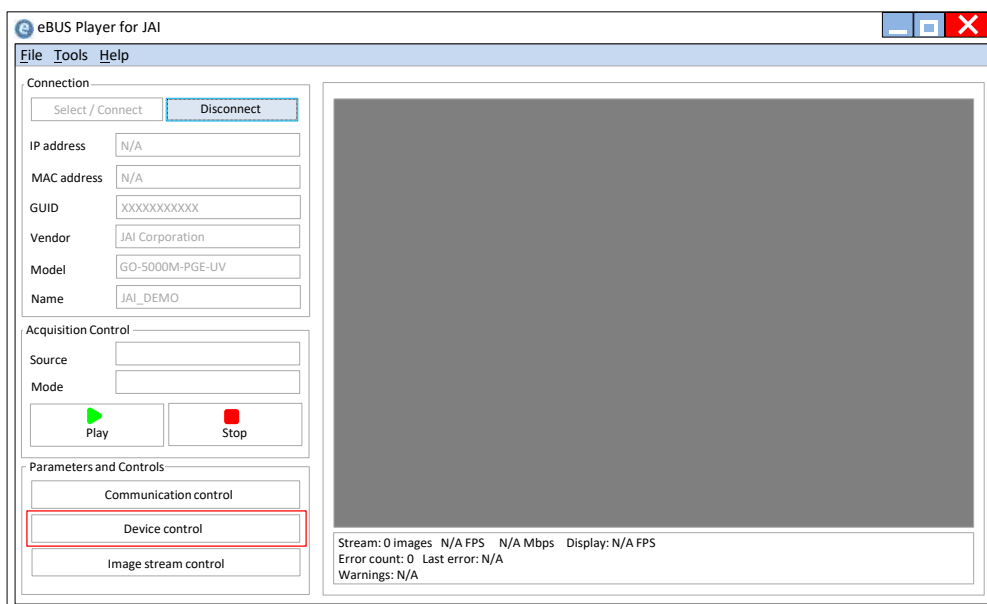 eBUS Player for JAI
File Tools Help
Connection
Select / Connect Disconnect
IP address N/A
MAC address N/A
GUID XXXXXXXXXXX
Vendor JAI Corporation
Model GO-5000M-PGE-UV
Name JAI_DEMO
Acquisition Control
Source
Mode
Play Stop
Parameters and Controls
Communication control
Device control
Image stream control
Stream: 0 images N/A FPS N/A Mbps Display: N/A FPS
Error count: 0 Last error: N/A
Warnings: N/A